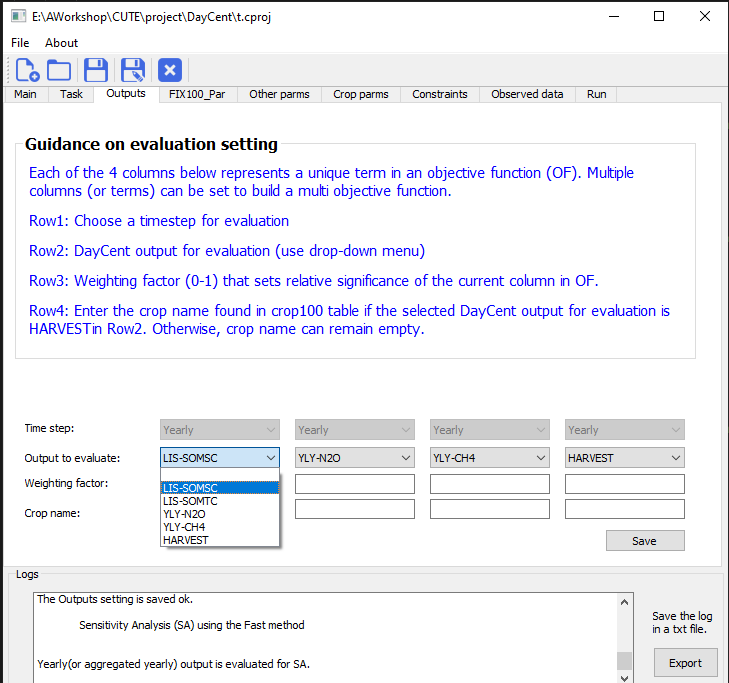 E:\AWorkshop\CUTE\project\DayCent\t.cproj
File About
Main Task Outputs FIX100_Par Other parms Crop parms Constraints Observed data Run
Guidance on evaluation setting
Each of the 4 columns below represents a unique term in an objective function (OF). Multiple
columns (or terms) can be set to build a multi objective function.
Row1: Choose a timestep for evaluation
Row2: DayCent output for evaluation (use drop-down menu)
Row3: Weighting factor (0-1) that sets relative significance of the current column in OF.
Row4: Enter the crop name found in crop100 table if the selected DayCent output for evaluation is
HARVESTin Row2. Otherwise, crop name can remain empty.
Time step: Yearly Yearly Yearly Yearly
Output to evaluate: LIS-SOMSC YLY-N2O YLY-CH4 HARVEST
Weighting factor:
LIS-SOMSC
LIS-SOMTC
YLY-N2O
YLY-CH4
HARVEST
Crop name:
Save
Logs
The Outputs setting is saved ok.
Sensitivity Analysis (SA) using the Fast method
Yearly(or aggregated yearly) output is evaluated for SA.
Save the log
in a txt file.
Export